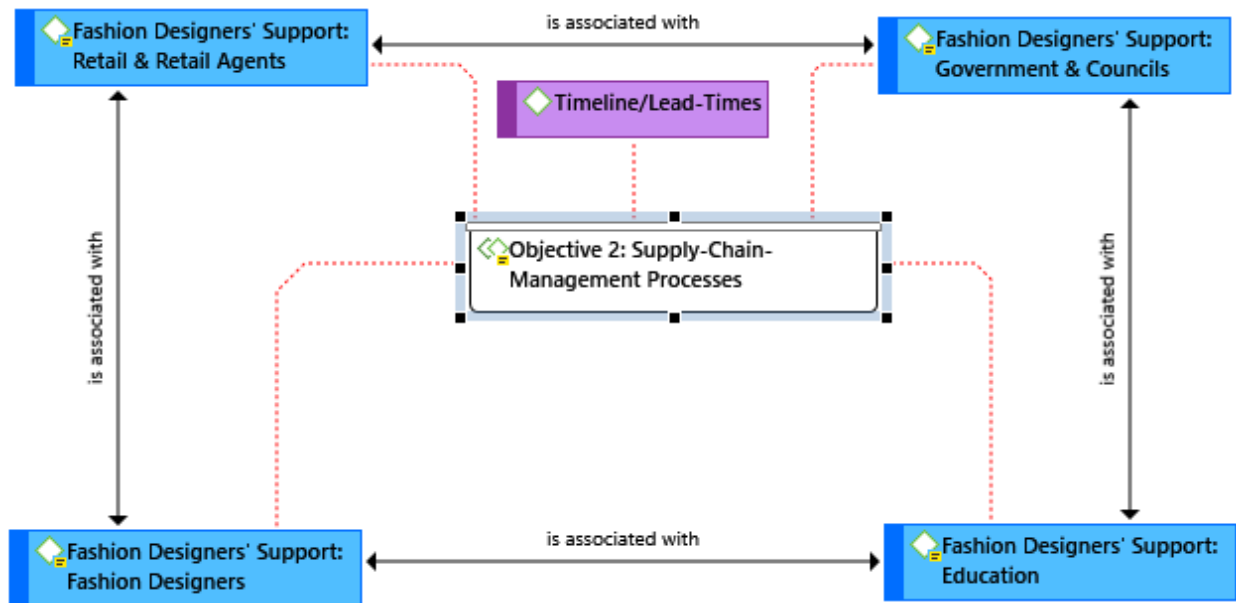 is associated with
Fashion Designers' Support:
Retail & Retail Agents
Fashion Designers' Support:
Government & Councils
Timeline/Lead-Times
Objective 2: Supply-Chain-
Management Processes
is associated with
is associated with
is associated with
Fashion Designers' Support:
Fashion Designers
Fashion Designers' Support:
Education